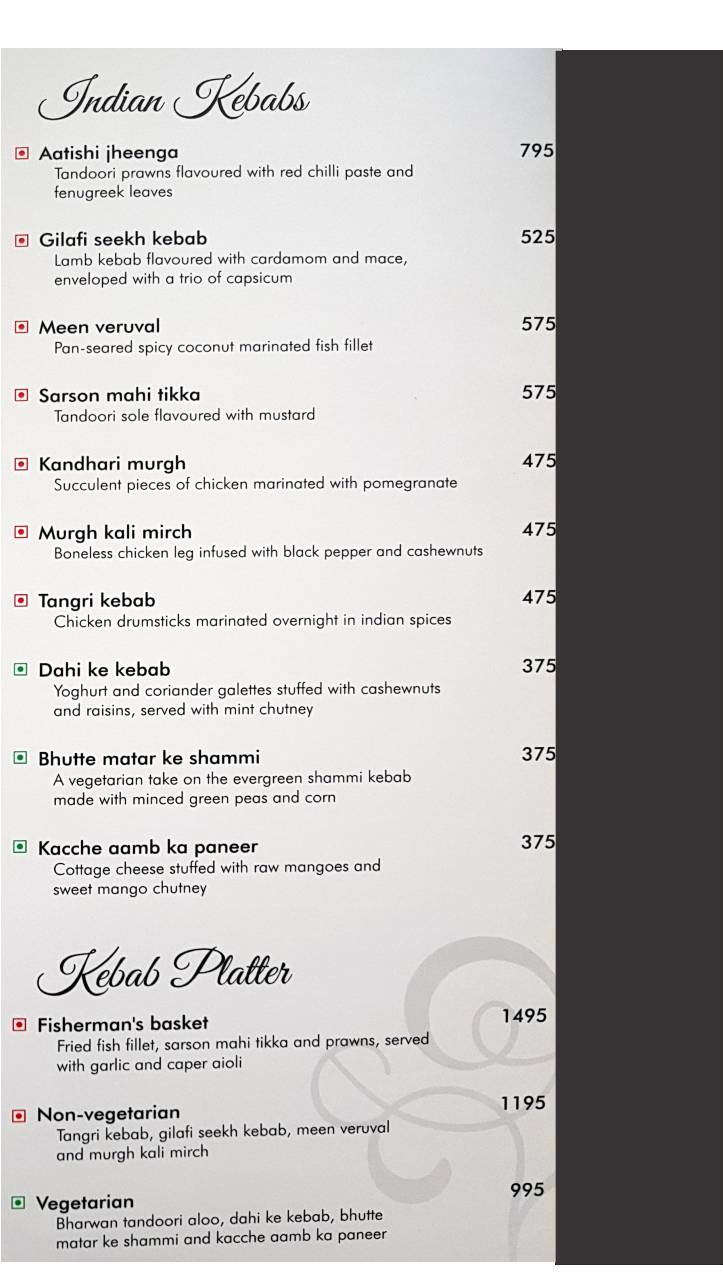 Indian Kebabs
Aatishi jheenga 795
Tandoori prawns flavoured with red chilli paste and
fenugreek leaves
Gilafi seekh kebab 525
Lamb kebab flavoured with cardamom and mace,
enveloped with a trio of capsicum
Meen veruval 575
Pan-seared spicy coconut marinated fish fillet
Sarson mahi tikka 575
Tandoori sole flavoured with mustard
Kandhari murgh 475
Succulent pieces of chicken marinated with pomegranate
Murgh kali mirch 475
Boneless chicken leg infused with black pepper and cashewnuts
Tangri kebab 475
Chicken drumsticks marinated overnight in indian spices
Dahi ke kebab 375
Yoghurt and coriander galettes stuffed with cashewnuts
and raisins, served with mint chutney
Bhutte matar ke shammi 375
A vegetarian take on the evergreen shammi kebab
made with minced green peas and corn
Kacche aamb ka paneer 375
Cottage cheese stuffed with raw mangoes and
sweet mango chutney
Kebab Platter
Fisherman's basket 1495
Fried fish fillet, sarson mahi tikka and prawns, served
with garlic and caper aioli
Non-vegetarian 1195
Tangri kebab, gilafi seekh kebab, meen veruval
and murgh kali mirch
Vegetarian 995
Bharwan tandoori aloo, dahi ke kebab, bhutte
matar ke shammi and kacche aamb ka paneer